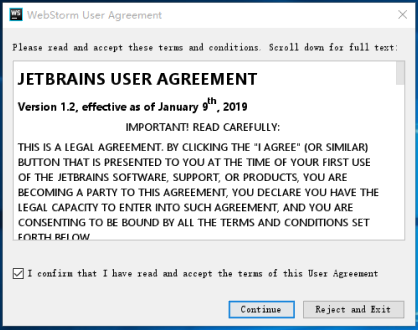 WS WebStorm User Agreement
Please read and accept these terms and conditions. Scroll down for full text:
JETBRAINS USER AGREEMENT
Version 1.2, effective as of January 9th, 2019
IMPORTANT! READ CAREFULLY:
THIS IS A LEGAL AGREEMENT. BY CLICKING THE "I AGREE" (OR SIMILAR)
BUTTON THAT IS PRESENTED TO YOU AT THE TIME OF YOUR FIRST USE
OF THE JETBRAINS SOFTWARE, SUPPORT, OR PRODUCTS, YOU ARE
BECOMING A PARTY TO THIS AGREEMENT, YOU DECLARE YOU HAVE THE
LEGAL CAPACITY TO ENTER INTO SUCH AGREEMENT, AND YOU ARE
CONSENTING TO BE BOUND BY ALL THE TERMS AND CONDITIONS SET
FORTH BELOW.
I confirm that I have read and accept the terms of this User Agreement
Continue Reject and Exit